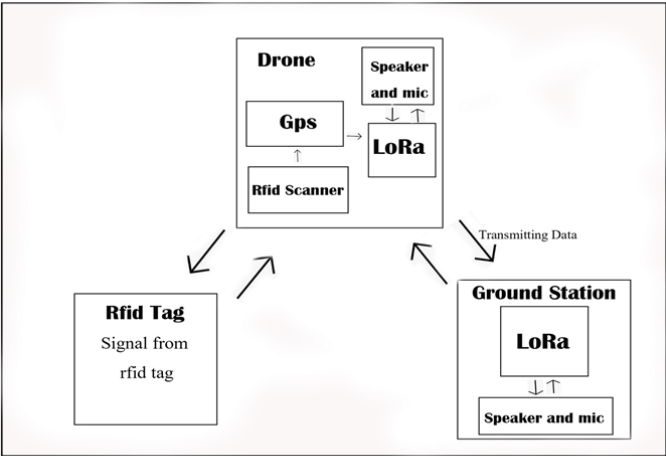 Drone
Speaker
and mic
Gps
LoRa
Rfid Scanner
Transmitting Data
Rfid Tag
Signal from
rfid tag
Ground Station
LoRa
Speaker and mic